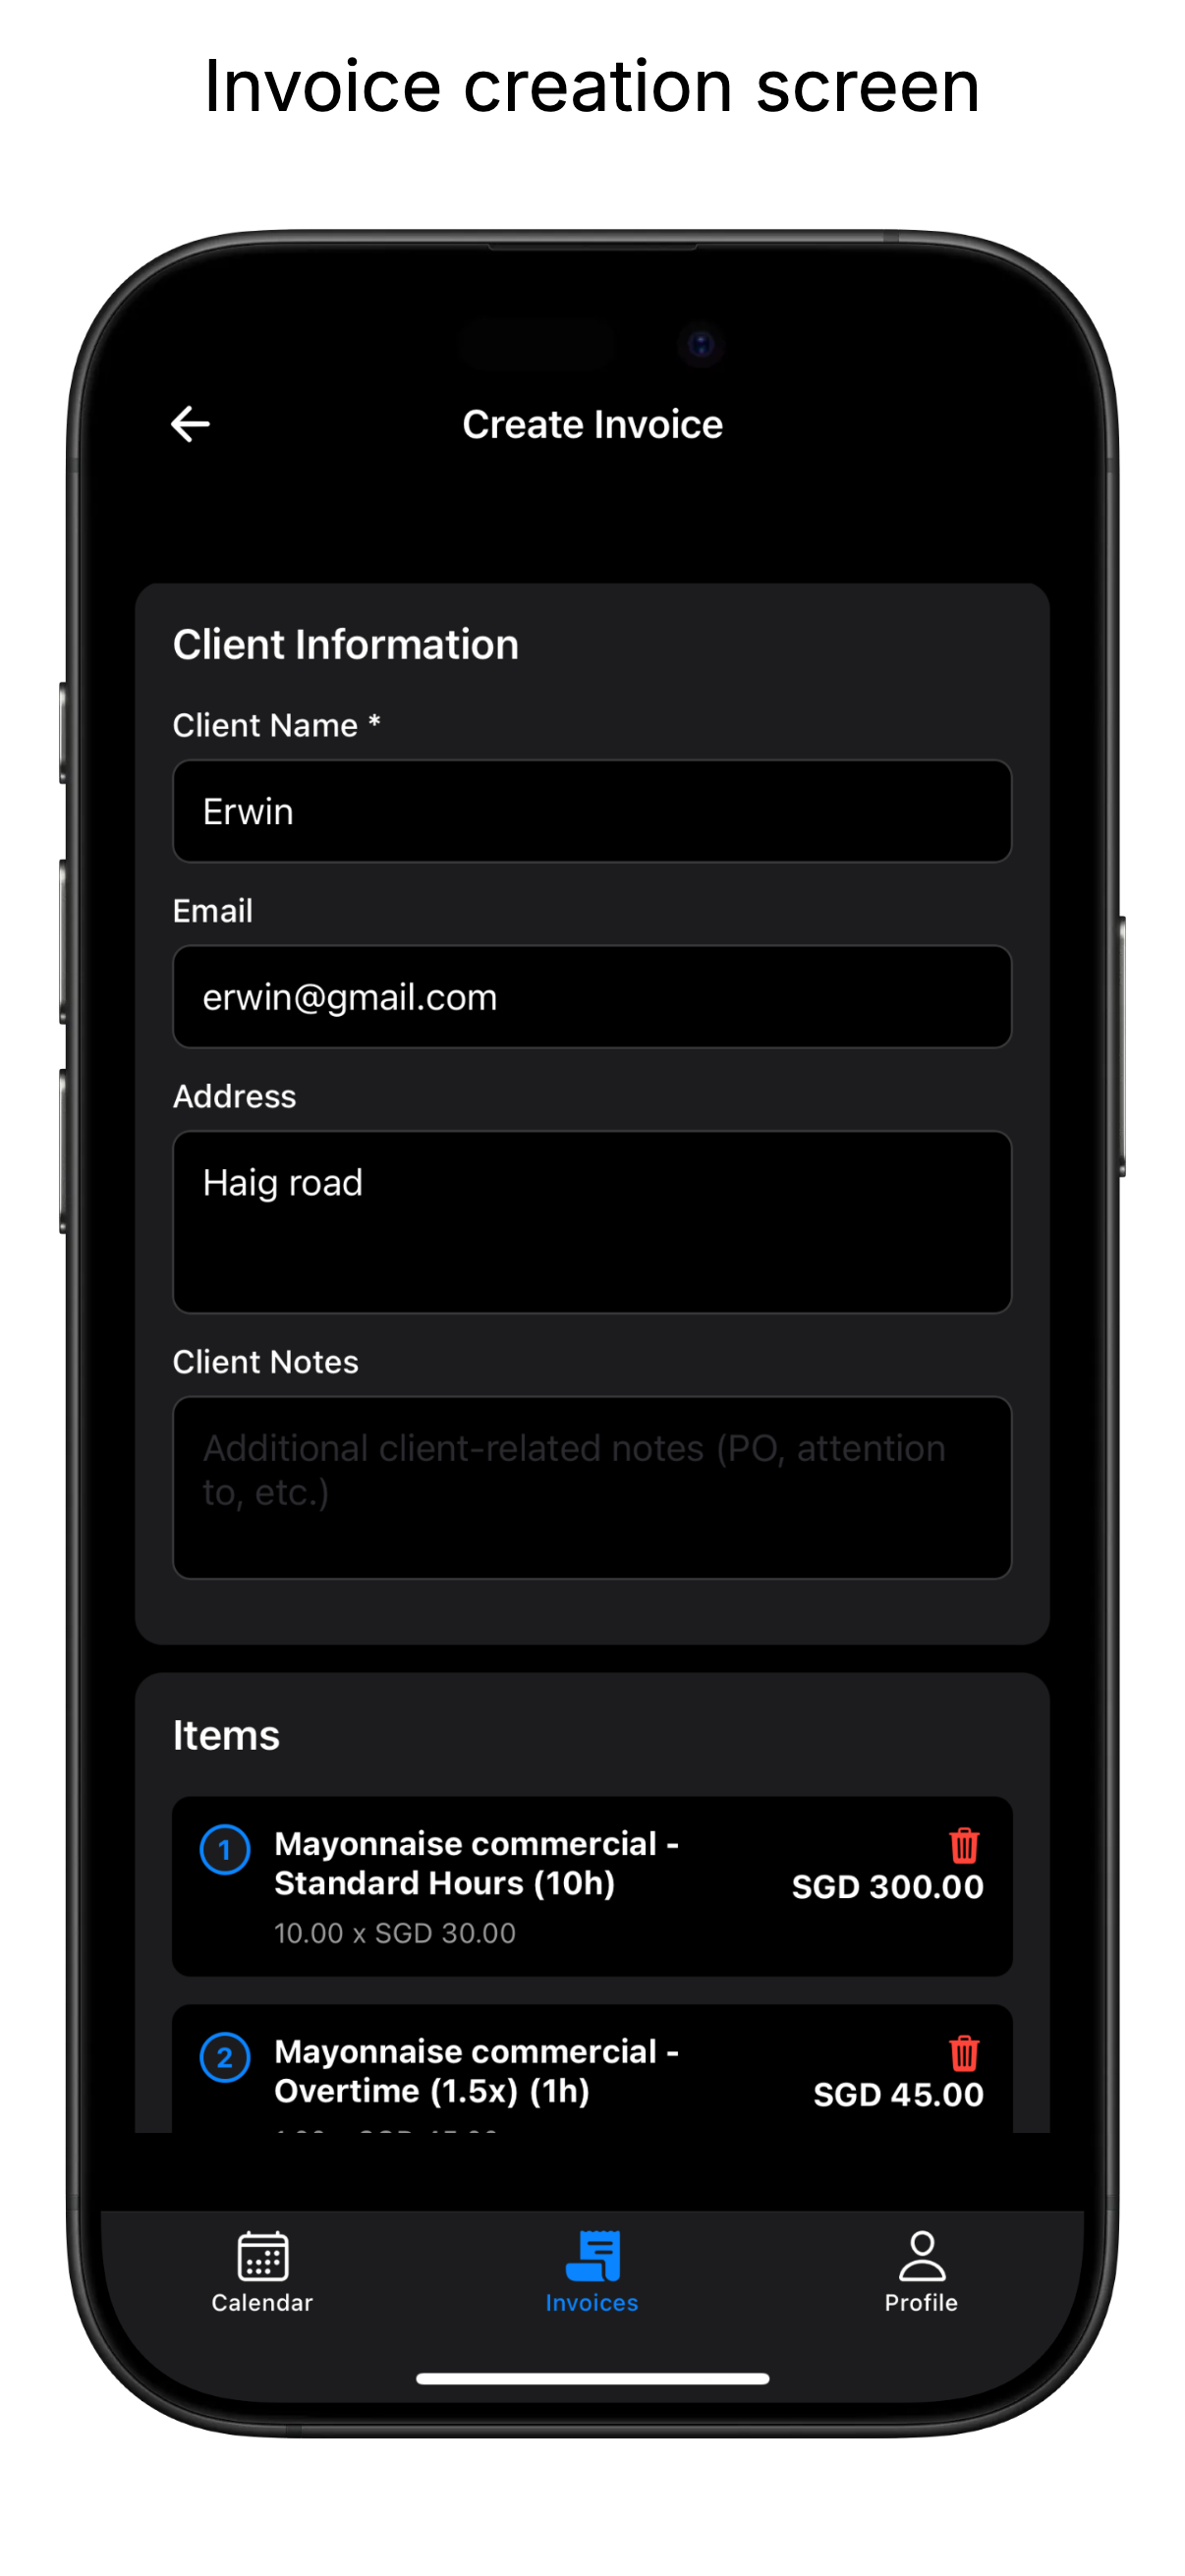 Invoice creation screen
Create Invoice
Client Information
Client Name *
Erwin
Email
erwin@gmail.com
Address
Haig road
Client Notes
Additional client-related notes (PO, attention
to, etc.)
Items
1
Mayonnaise commercial -
Standard Hours (10h)
SGD 300.00
10.00 x SGD 30.00
2
Mayonnaise commercial -
Overtime (1.5x) (1h)
SGD 45.00
Calendar
Invoices
Profile